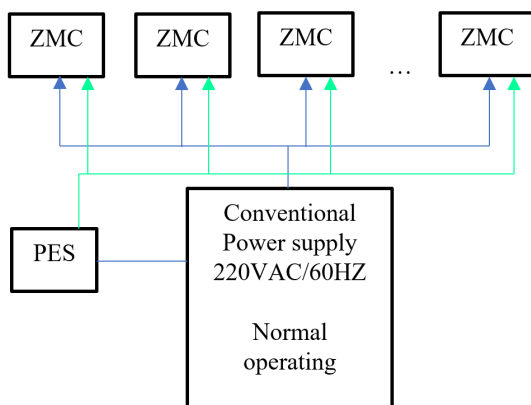 ZMC
ZMC
ZMC
…
ZMC
Conventional
Power supply
220VAC/60HZ
Normal
operating
PES